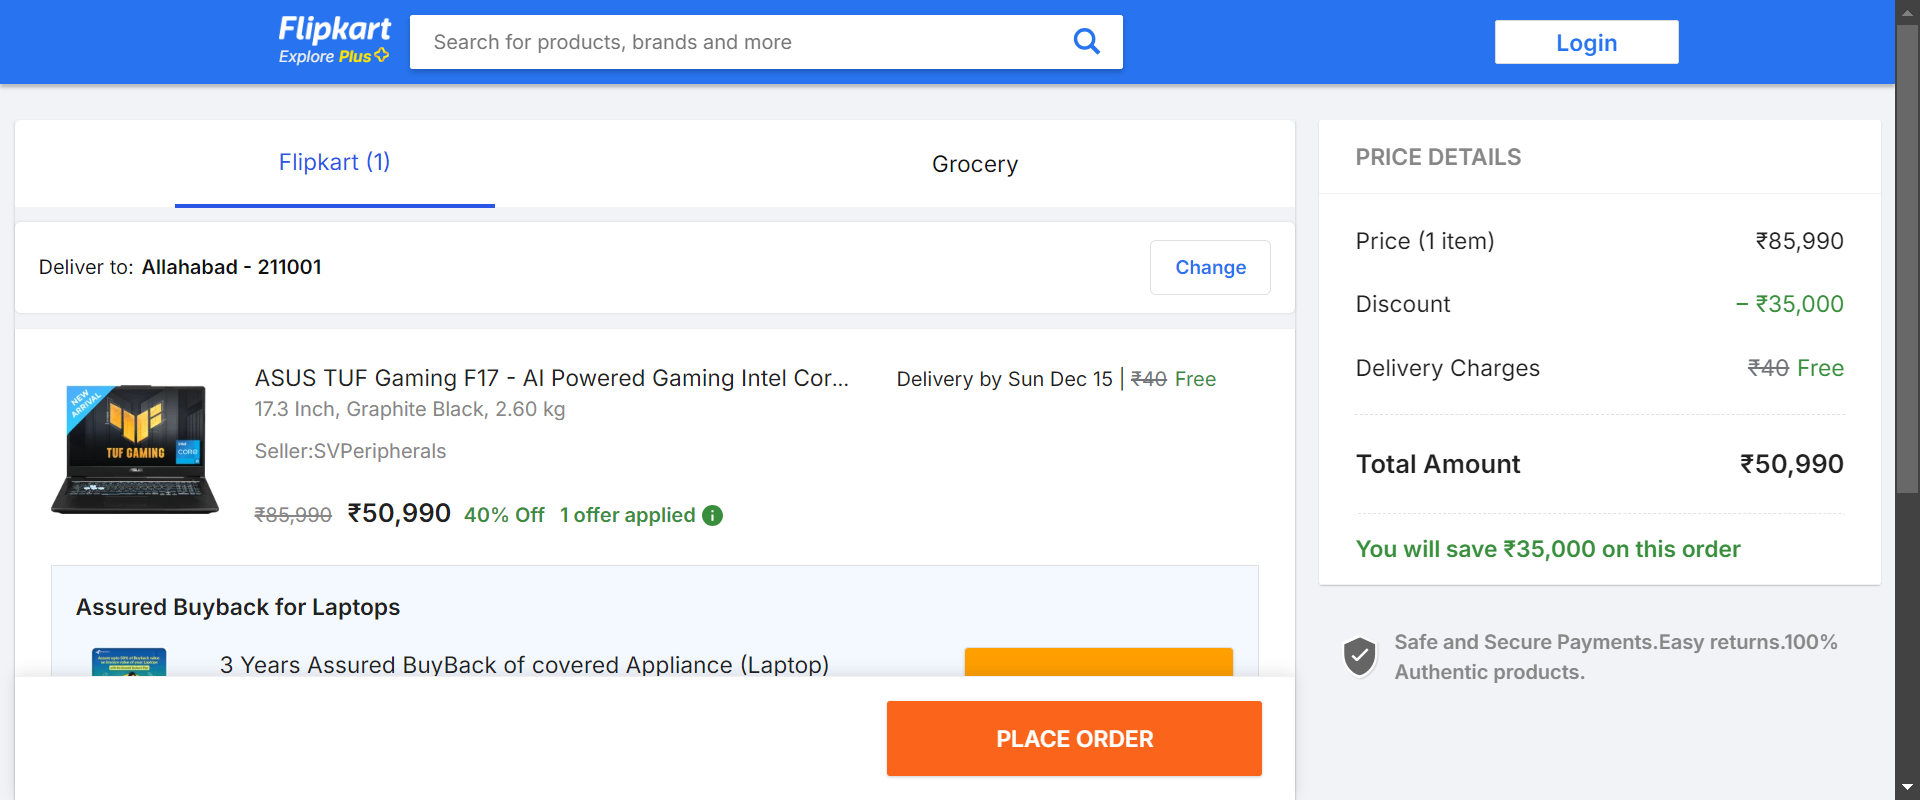 Flipkart
Explore Plus
Search for products, brands and more
Login
Flipkart (1)
Grocery
Deliver to: Allahabad - 211001
Change
NEW ARRIVAL
TUF GAMING
intel
CORE
ASUS TUF Gaming F17 - AI Powered Gaming Intel Cor...
17.3 Inch, Graphite Black, 2.60 kg
Seller:SVPeripherals
₹85,990 ₹50,990 40% Off 1 offer applied
Delivery by Sun Dec 15 | ₹40 Free
Assured Buyback for Laptops
3 Years Assured BuyBack of covered Appliance (Laptop)
PLACE ORDER
PRICE DETAILS
Price (1 item) ₹85,990
Discount − ₹35,000
Delivery Charges ₹40 Free
Total Amount ₹50,990
You will save ₹35,000 on this order
Safe and Secure Payments.Easy returns.100%
Authentic products.